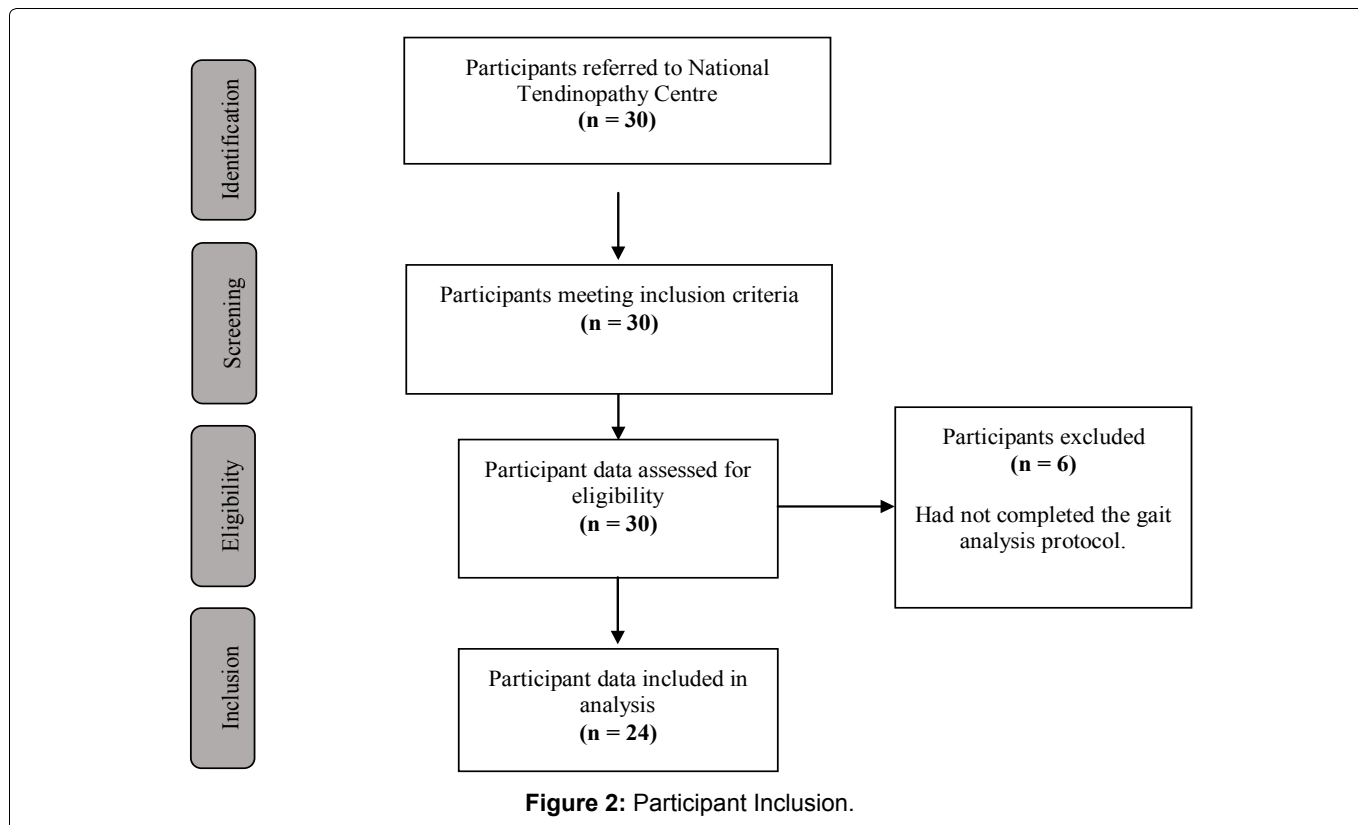 Identification
Participants referred to National
Tendinopathy Centre
(n = 30)
Screening
Participants meeting inclusion criteria
(n = 30)
Eligibility
Participant data assessed for
eligibility
(n = 30)
Participants excluded
(n = 6)
Had not completed the gait
analysis protocol.
Inclusion
Participant data included in
analysis
(n = 24)
Figure 2: Participant Inclusion.